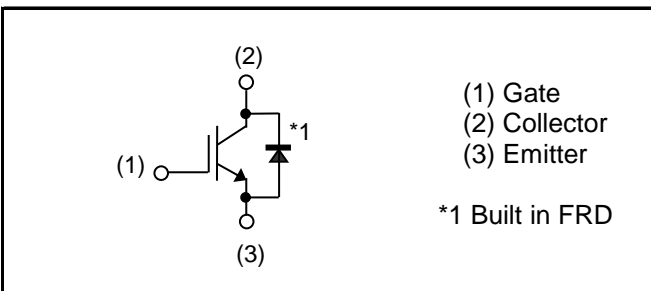 (2)
*1
(1)
(3)
(1) Gate
(2) Collector
(3) Emitter
*1 Built in FRD